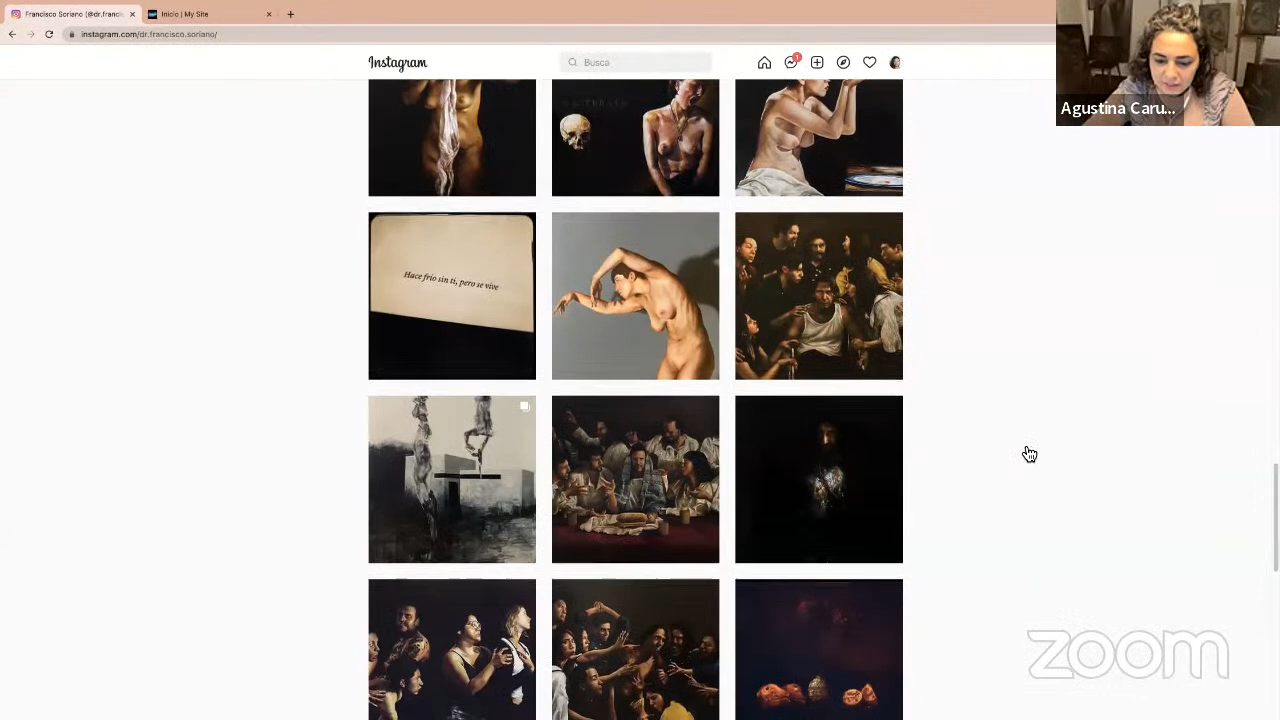 Francisco Soriano (@dr.franci
Inicio | My Site
instagram.com/dr.francisco.soriano/
Instagram
Busca
1
Agustina Caru...
Hace frío sin ti, pero se vive
zoom